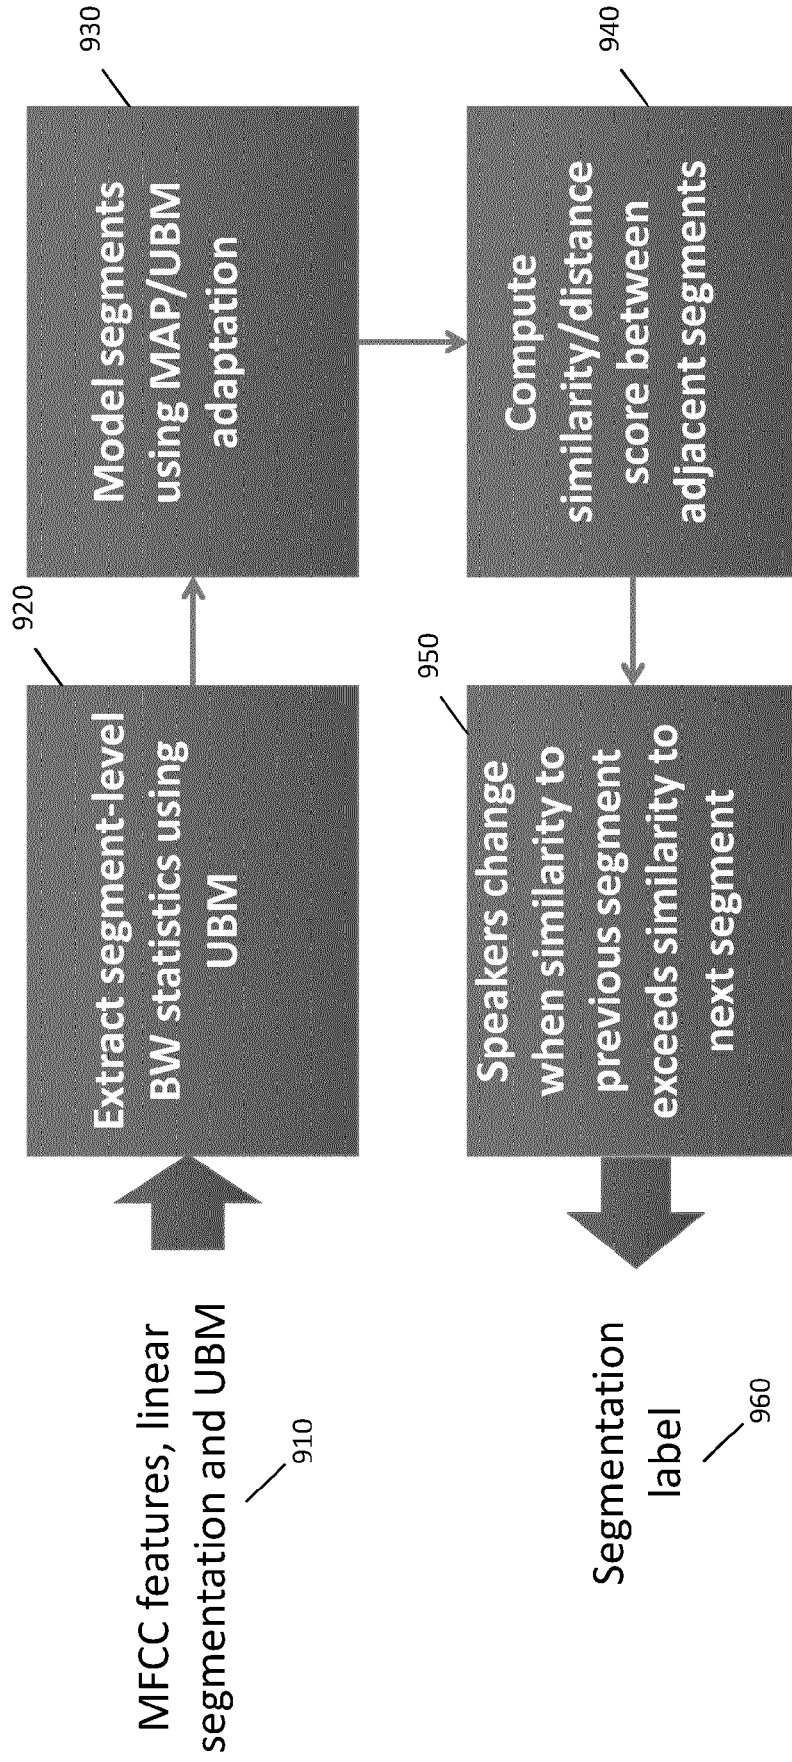 MFCC features, linear
segmentation and UBM
910
Extract segment-level
BW statistics using
UBM
920
Model segments
using MAP/UBM
adaptation
930
Compute
similarity/distance
score between
adjacent segments
940
Speakers change
when similarity to
previous segment
exceeds similarity to
next segment
950
Segmentation
label
960